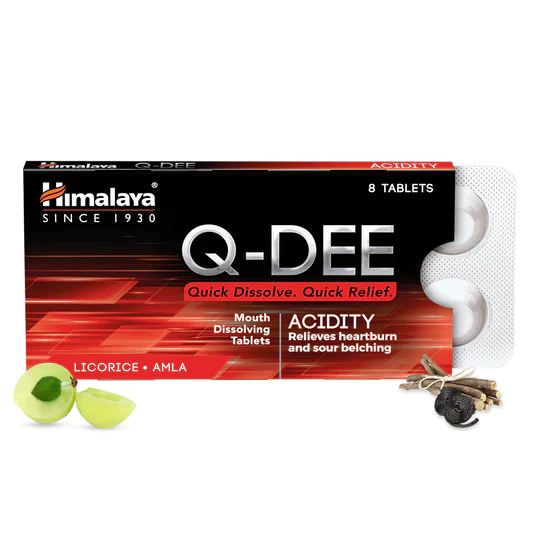 Himalaya Q-DEE ACIDITY
Himalaya®
SINCE 1930
8 TABLETS
Q-DEE
Quick Dissolve. Quick Relief.
Mouth
Dissolving
Tablets
ACIDITY
Relieves heartburn
and sour belching
LICORICE • AMLA